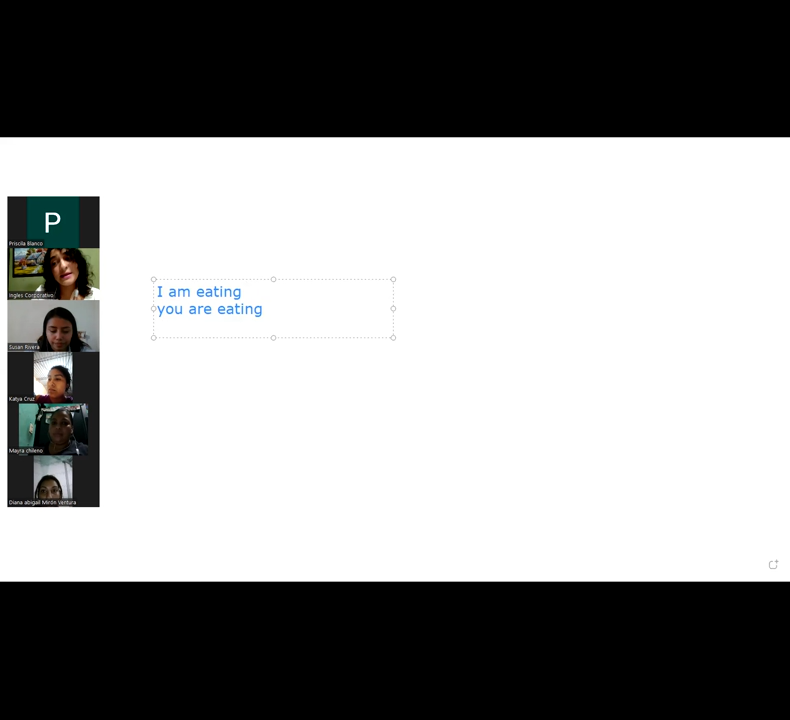 P
Priscila Blanco
Ingles Corporativo
Susan Rivera
Katya Cruz
Mayra chileno
Diana abigail Mirón Ventura
I am eating
you are eating